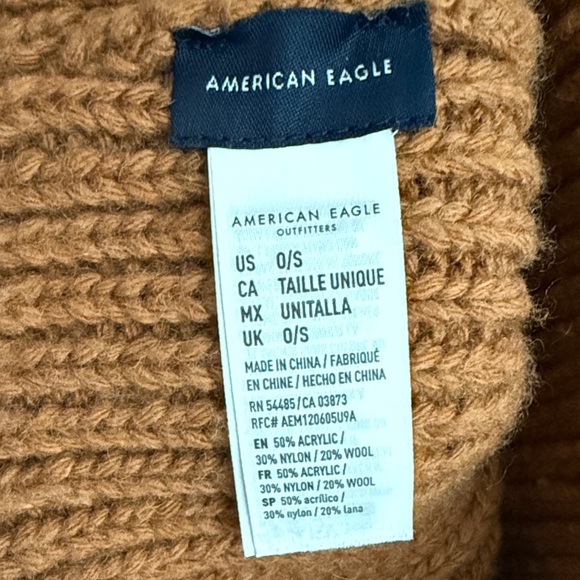 AMERICAN EAGLE
AMERICAN EAGLE
OUTFITTERS
US O/S
CA TAILLE UNIQUE
MX UNITALLA
UK O/S
MADE IN CHINA / FABRIQUÉ
EN CHINE / HECHO EN CHINA
RN 54485/CA 03873
RFC# AEM120605U9A
EN 50% ACRYLIC /
30% NYLON / 20% WOOL
FR 50% ACRYLIC /
30% NYLON / 20% WOOL
SP 50% acrílico /
30% nylon / 20% lana